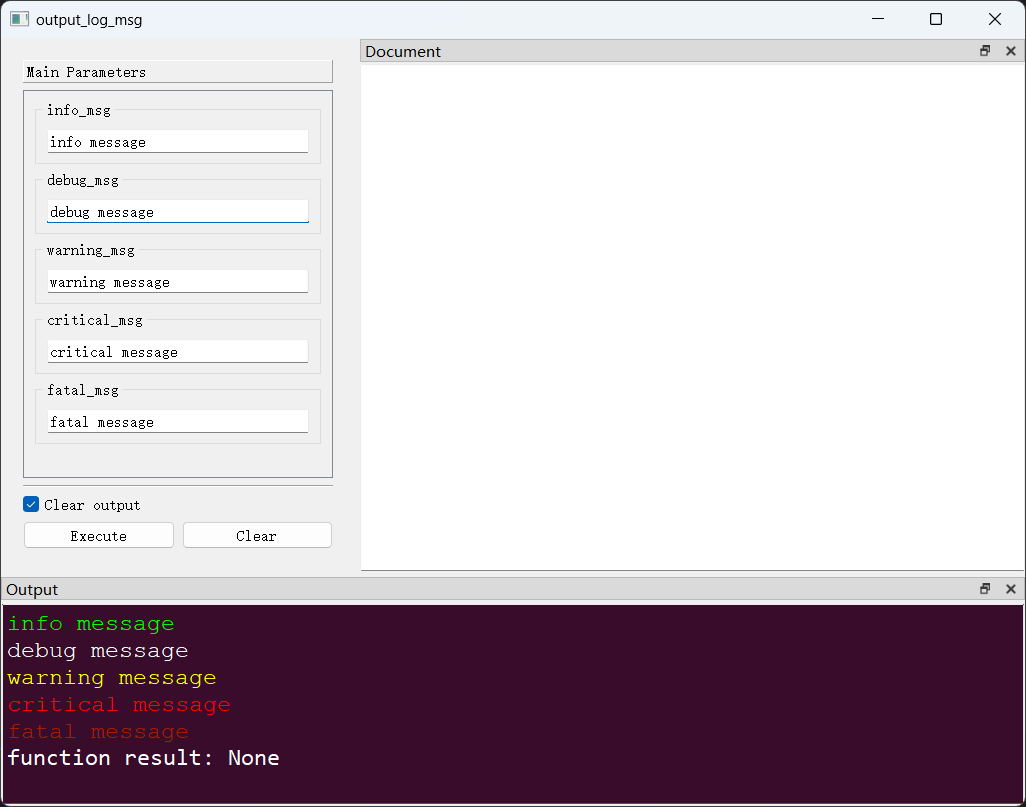 output_log_msg
Main Parameters
info_msg
info message
debug_msg
debug message
warning_msg
warning message
critical_msg
critical message
fatal_msg
fatal message
Clear output
Execute
Clear
Document
Output
info message
debug message
warning message
critical message
fatal message
function result: None